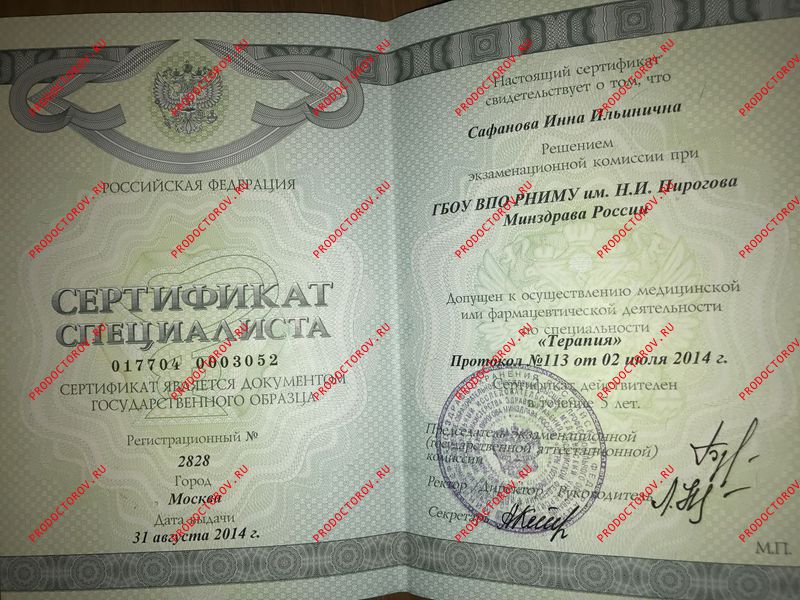 РОССИЙСКАЯ ФЕДЕРАЦИЯ
СЕРТИФИКАТ
СПЕЦИАЛИСТА
017704 0003052
СЕРТИФИКАТ ЯВЛЯЕТСЯ ДОКУМЕНТОМ
ГОСУДАРСТВЕННОГО ОБРАЗЦА
Регистрационный №
2828
Город
Москва
Дата выдачи
31 августа 2014 г.
Настоящий сертификат
свидетельствует о том, что
Сафанова Инна Ильинична
Решением
экзаменационной комиссии при
ГБОУ ВПО РНИМУ им. Н.И. Пирогова
Минздрава России
Допущен к осуществлению медицинской
или фармацевтической деятельности
по специальности
«Терапия»
Протокол №113 от 02 июля 2014 г.
Сертификат действителен
в течение 5 лет.
Председатель экзаменационной
(государственной аттестационной)
комиссии
Ректор (Директор, Руководитель)
Секретарь
М.П.
PRODOCTOROV.RU